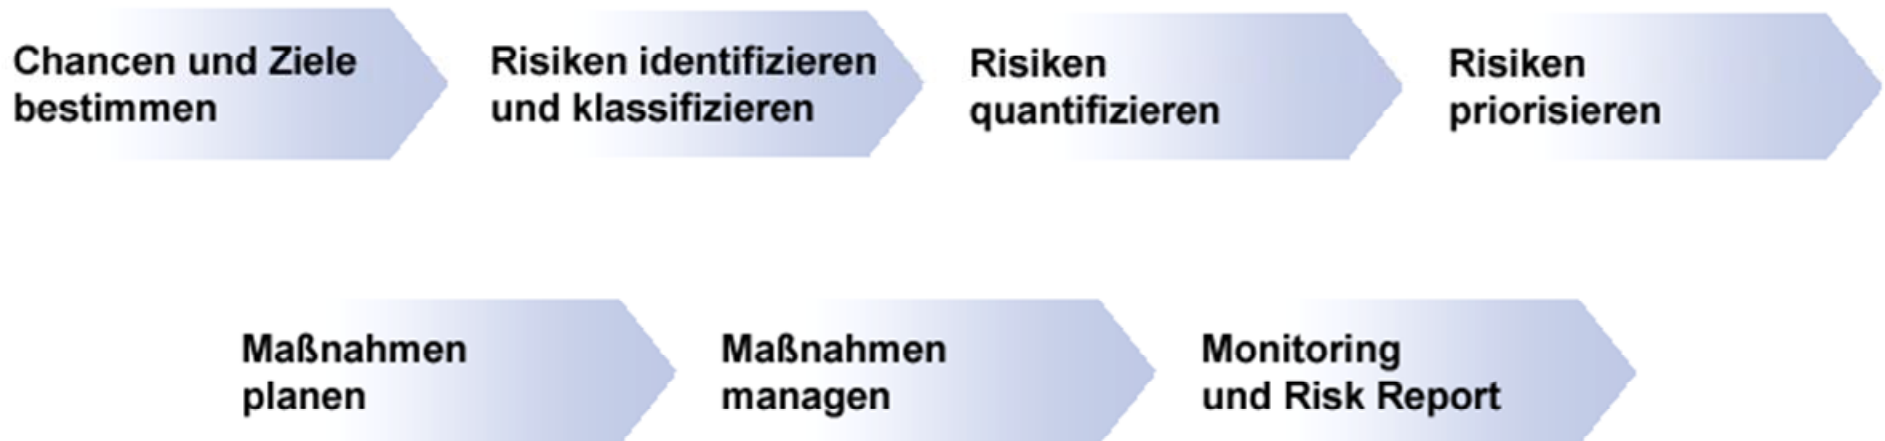 Chancen und Ziele
bestimmen
Risiken identifizieren
und klassifizieren
Risiken
quantifizieren
Risiken
priorisieren
Maßnahmen
planen
Maßnahmen
managen
Monitoring
und Risk Report